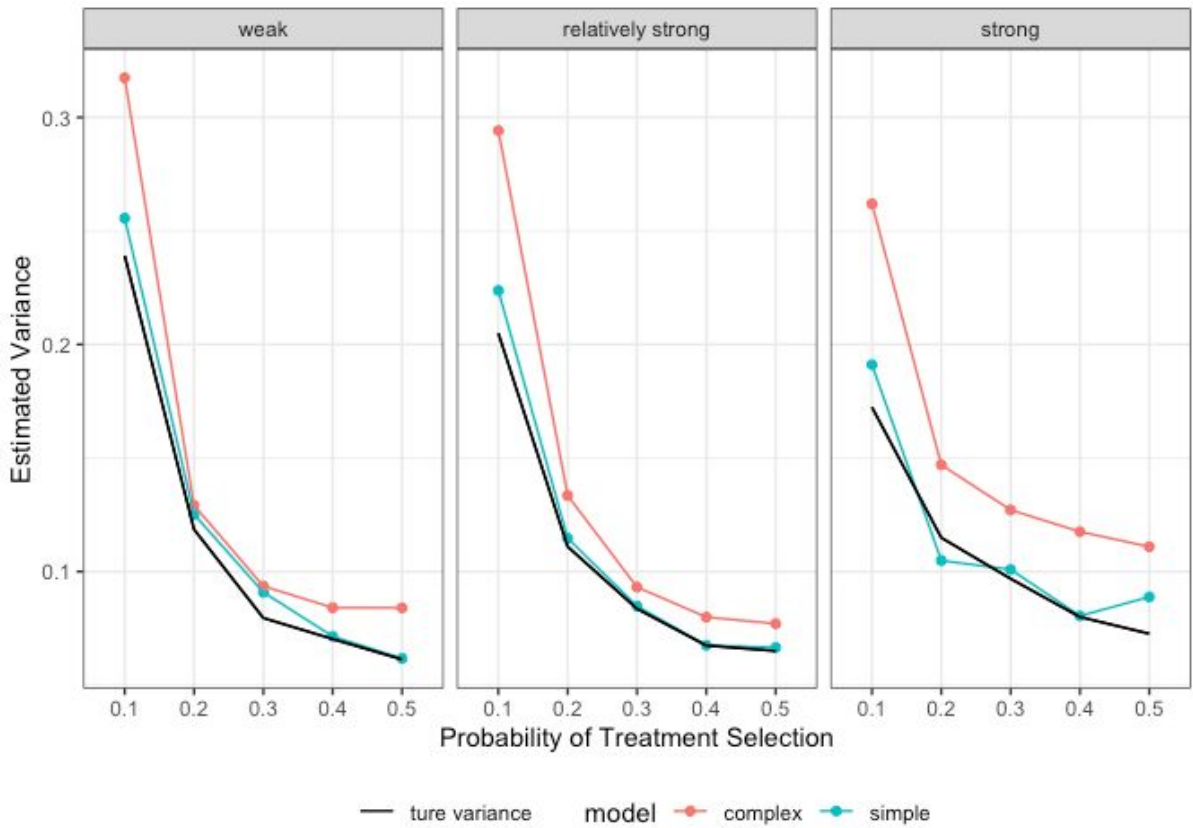 weak relatively strong strong
0.3
0.2
0.1
Estimated Variance
0.1 0.2 0.3 0.4 0.5 0.1 0.2 0.3 0.4 0.5 0.1 0.2 0.3 0.4 0.5
Probability of Treatment Selection
ture variance model complex simple